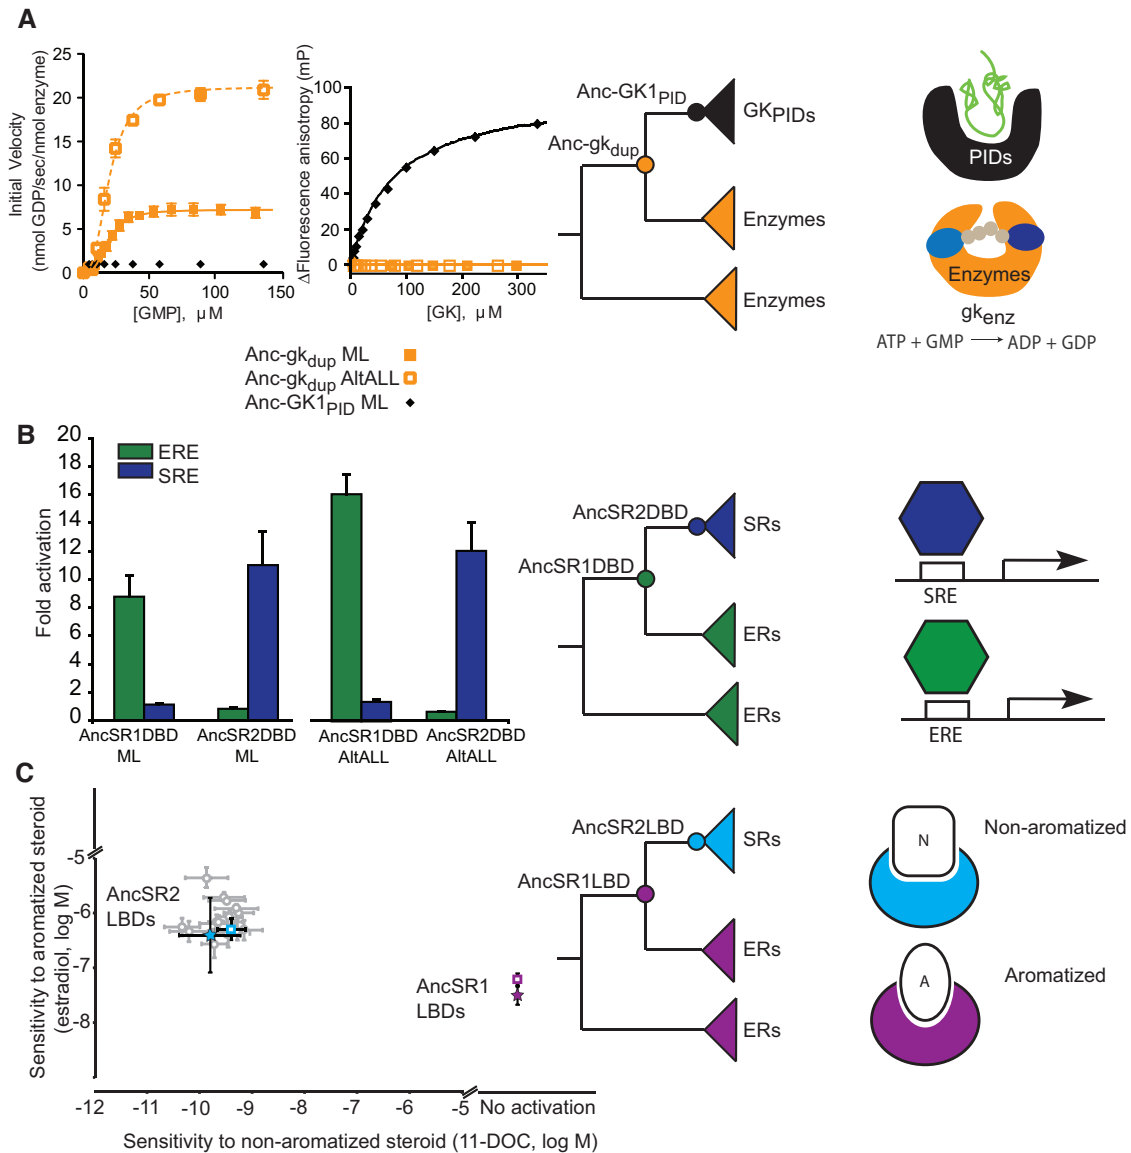 A
Initial Velocity
(nmol GDP/sec/nmol enzyme)
25
20
15
10
5
0
0
50
100
150
[GMP], μM
ΔFluorescence anisotropy (mP)
100
80
60
40
20
0
0
100
200
300
[GK], μM
Anc-GK1PID
GKPIDs
Anc-gkdup
Enzymes
Enzymes
PIDs
Enzymes
gkenz
ATP + GMP → ADP + GDP
Anc-gkdup ML
Anc-gkdup AltALL
Anc-GK1PID ML
B
Fold activation
20
18
16
14
12
10
8
6
4
2
0
ERE
SRE
AncSR1DBD
ML
AncSR2DBD
ML
AncSR1DBD
AltALL
AncSR2DBD
AltALL
AncSR2DBD
SRs
AncSR1DBD
ERs
ERs
SRE
ERE
C
Sensitivity to aromatized steroid
(estradiol, log M)
-5
-6
-7
-8
AncSR2
LBDs
AncSR1
LBDs
-12
-11
-10
-9
-8
-7
-6
-5
No activation
Sensitivity to non-aromatized steroid (11-DOC, log M)
AncSR2LBD
SRs
AncSR1LBD
ERs
ERs
N
Non-aromatized
A
Aromatized